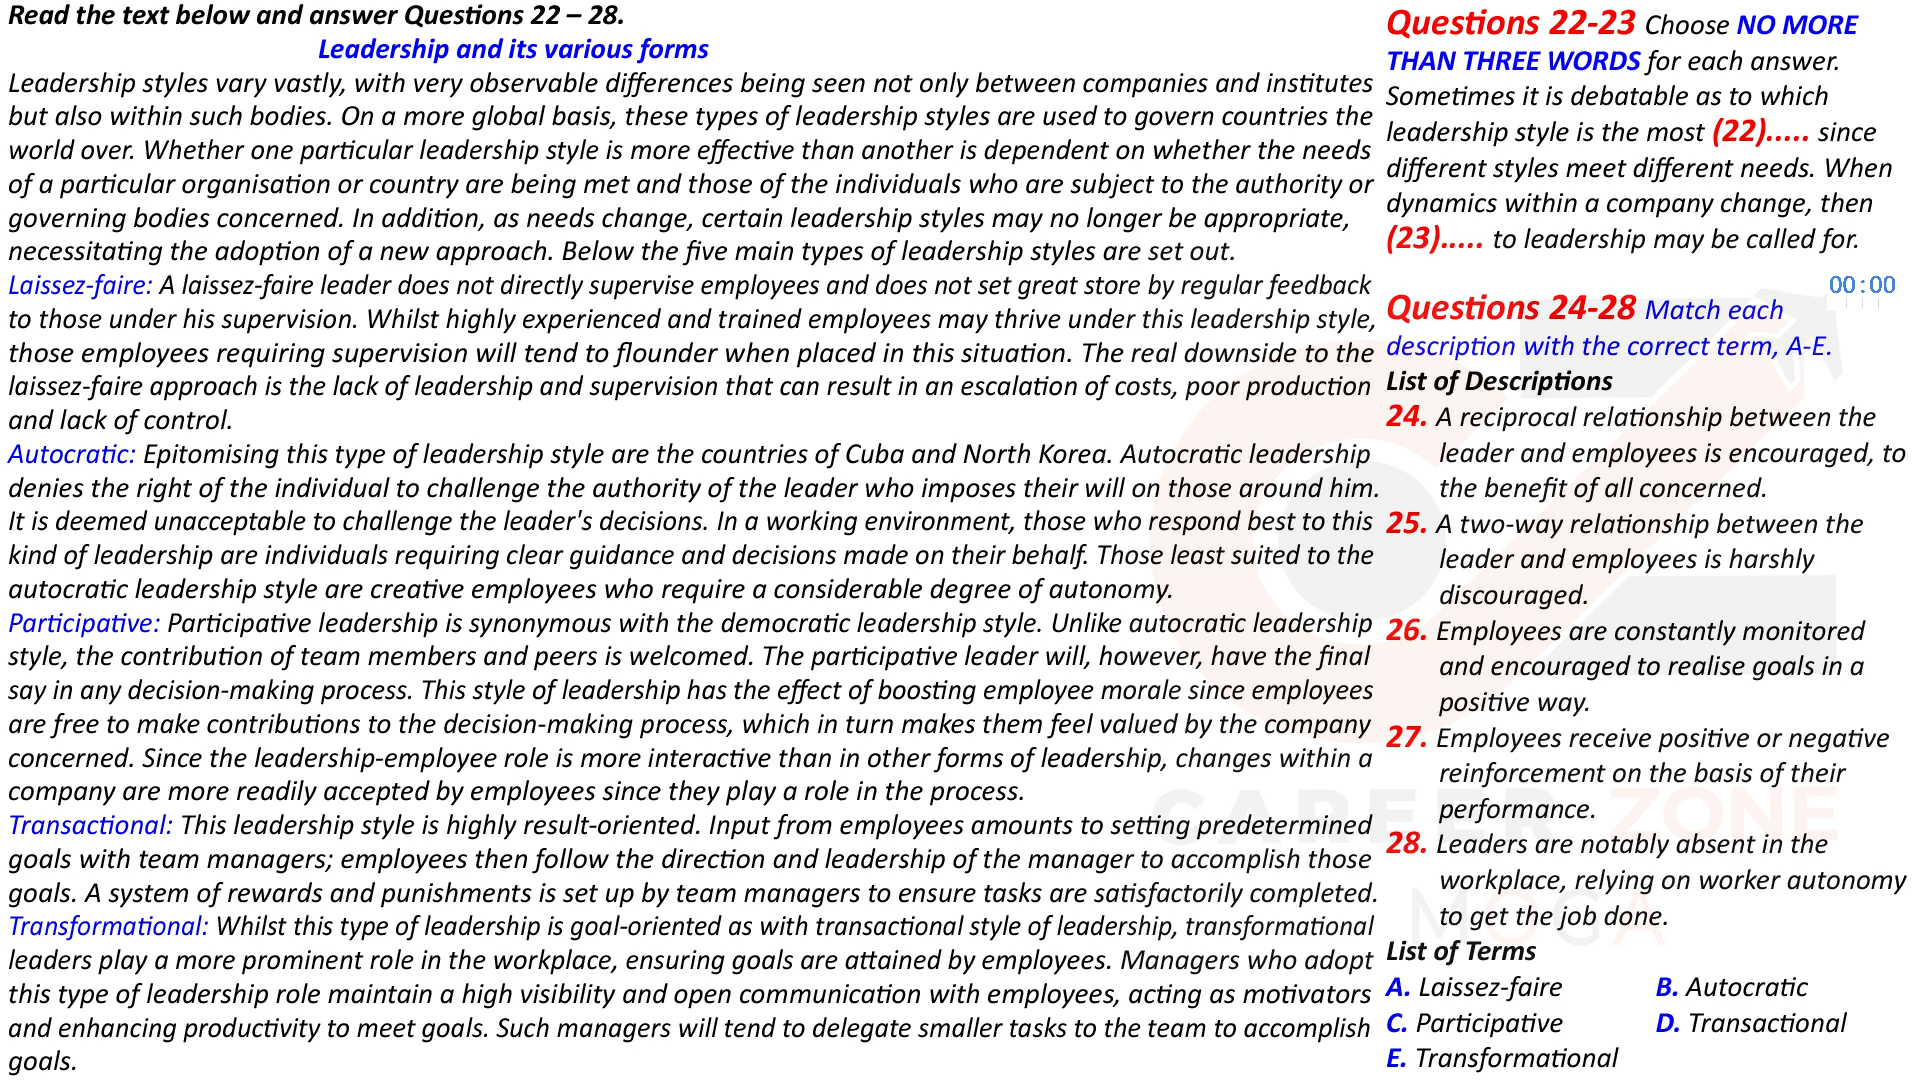 Read the text below and answer Questions 22 – 28.
Leadership and its various forms
Leadership styles vary vastly, with very observable differences being seen not only between companies and institutes
but also within such bodies. On a more global basis, these types of leadership styles are used to govern countries the
world over. Whether one particular leadership style is more effective than another is dependent on whether the needs
of a particular organisation or country are being met and those of the individuals who are subject to the authority or
governing bodies concerned. In addition, as needs change, certain leadership styles may no longer be appropriate,
necessitating the adoption of a new approach. Below the five main types of leadership styles are set out.
Laissez-faire: A laissez-faire leader does not directly supervise employees and does not set great store by regular feedback
to those under his supervision. Whilst highly experienced and trained employees may thrive under this leadership style,
those employees requiring supervision will tend to flounder when placed in this situation. The real downside to the
laissez-faire approach is the lack of leadership and supervision that can result in an escalation of costs, poor production
and lack of control.
Autocratic: Epitomising this type of leadership style are the countries of Cuba and North Korea. Autocratic leadership
denies the right of the individual to challenge the authority of the leader who imposes their will on those around him.
It is deemed unacceptable to challenge the leader's decisions. In a working environment, those who respond best to this
kind of leadership are individuals requiring clear guidance and decisions made on their behalf. Those least suited to the
autocratic leadership style are creative employees who require a considerable degree of autonomy.
Participative: Participative leadership is synonymous with the democratic leadership style. Unlike autocratic leadership
style, the contribution of team members and peers is welcomed. The participative leader will, however, have the final
say in any decision-making process. This style of leadership has the effect of boosting employee morale since employees
are free to make contributions to the decision-making process, which in turn makes them feel valued by the company
concerned. Since the leadership-employee role is more interactive than in other forms of leadership, changes within a
company are more readily accepted by employees since they play a role in the process.
Transactional: This leadership style is highly result-oriented. Input from employees amounts to setting predetermined
goals with team managers; employees then follow the direction and leadership of the manager to accomplish those
goals. A system of rewards and punishments is set up by team managers to ensure tasks are satisfactorily completed.
Transformational: Whilst this type of leadership is goal-oriented as with transactional style of leadership, transformational
leaders play a more prominent role in the workplace, ensuring goals are attained by employees. Managers who adopt
this type of leadership role maintain a high visibility and open communication with employees, acting as motivators
and enhancing productivity to meet goals. Such managers will tend to delegate smaller tasks to the team to accomplish
goals.
Questions 22-23 Choose NO MORE
THAN THREE WORDS for each answer.
Sometimes it is debatable as to which
leadership style is the most (22)..... since
different styles meet different needs. When
dynamics within a company change, then
(23)..... to leadership may be called for.
00:00
Questions 24-28 Match each
description with the correct term, A-E.
List of Descriptions
24. A reciprocal relationship between the
leader and employees is encouraged, to
the benefit of all concerned.
25. A two-way relationship between the
leader and employees is harshly
discouraged.
26. Employees are constantly monitored
and encouraged to realise goals in a
positive way.
27. Employees receive positive or negative
reinforcement on the basis of their
performance.
28. Leaders are notably absent in the
workplace, relying on worker autonomy
to get the job done.
List of Terms
A. Laissez-faire B. Autocratic
C. Participative D. Transactional
E. Transformational
CAREER ZONE
MOGA